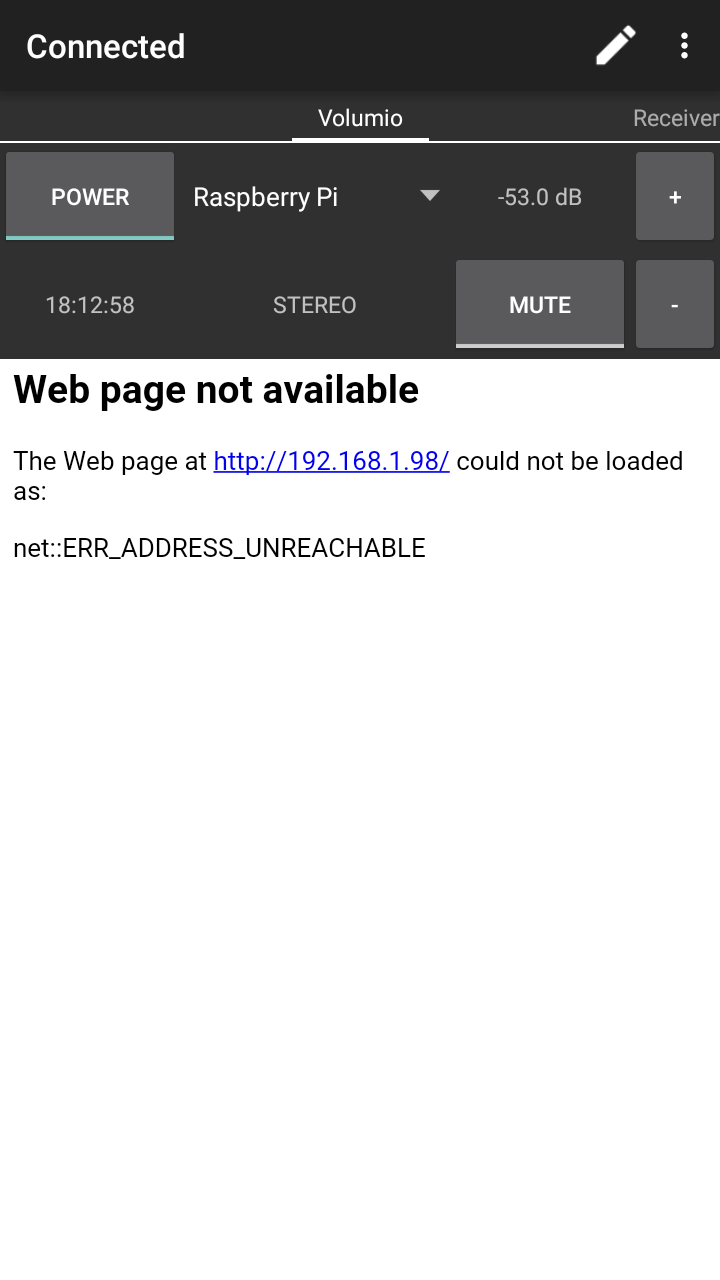 Connected
Volumio
Receiver
POWER
Raspberry Pi
-53.0 dB
+
18:12:58
STEREO
MUTE
-
Web page not available
The Web page at http://192.168.1.98/ could not be loaded
as:
net::ERR_ADDRESS_UNREACHABLE